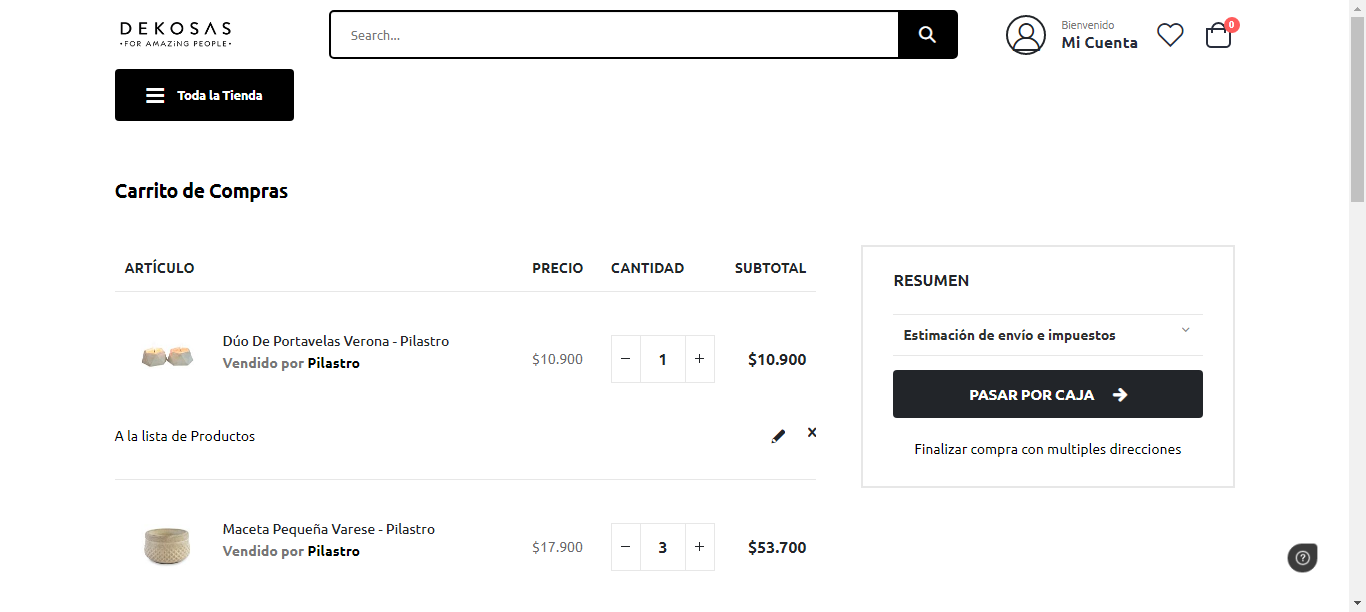 DEKOSAS
•FOR AMAZING PEOPLE•
Search...
Bienvenido
Mi Cuenta
0
Toda la Tienda
Carrito de Compras
ARTÍCULO PRECIO CANTIDAD SUBTOTAL
Dúo De Portavelas Verona - Pilastro
Vendido por Pilastro
$10.900 − 1 + $10.900
A la lista de Productos
Maceta Pequeña Varese - Pilastro
Vendido por Pilastro
$17.900 − 3 + $53.700
RESUMEN
Estimación de envío e impuestos
PASAR POR CAJA
Finalizar compra con multiples direcciones